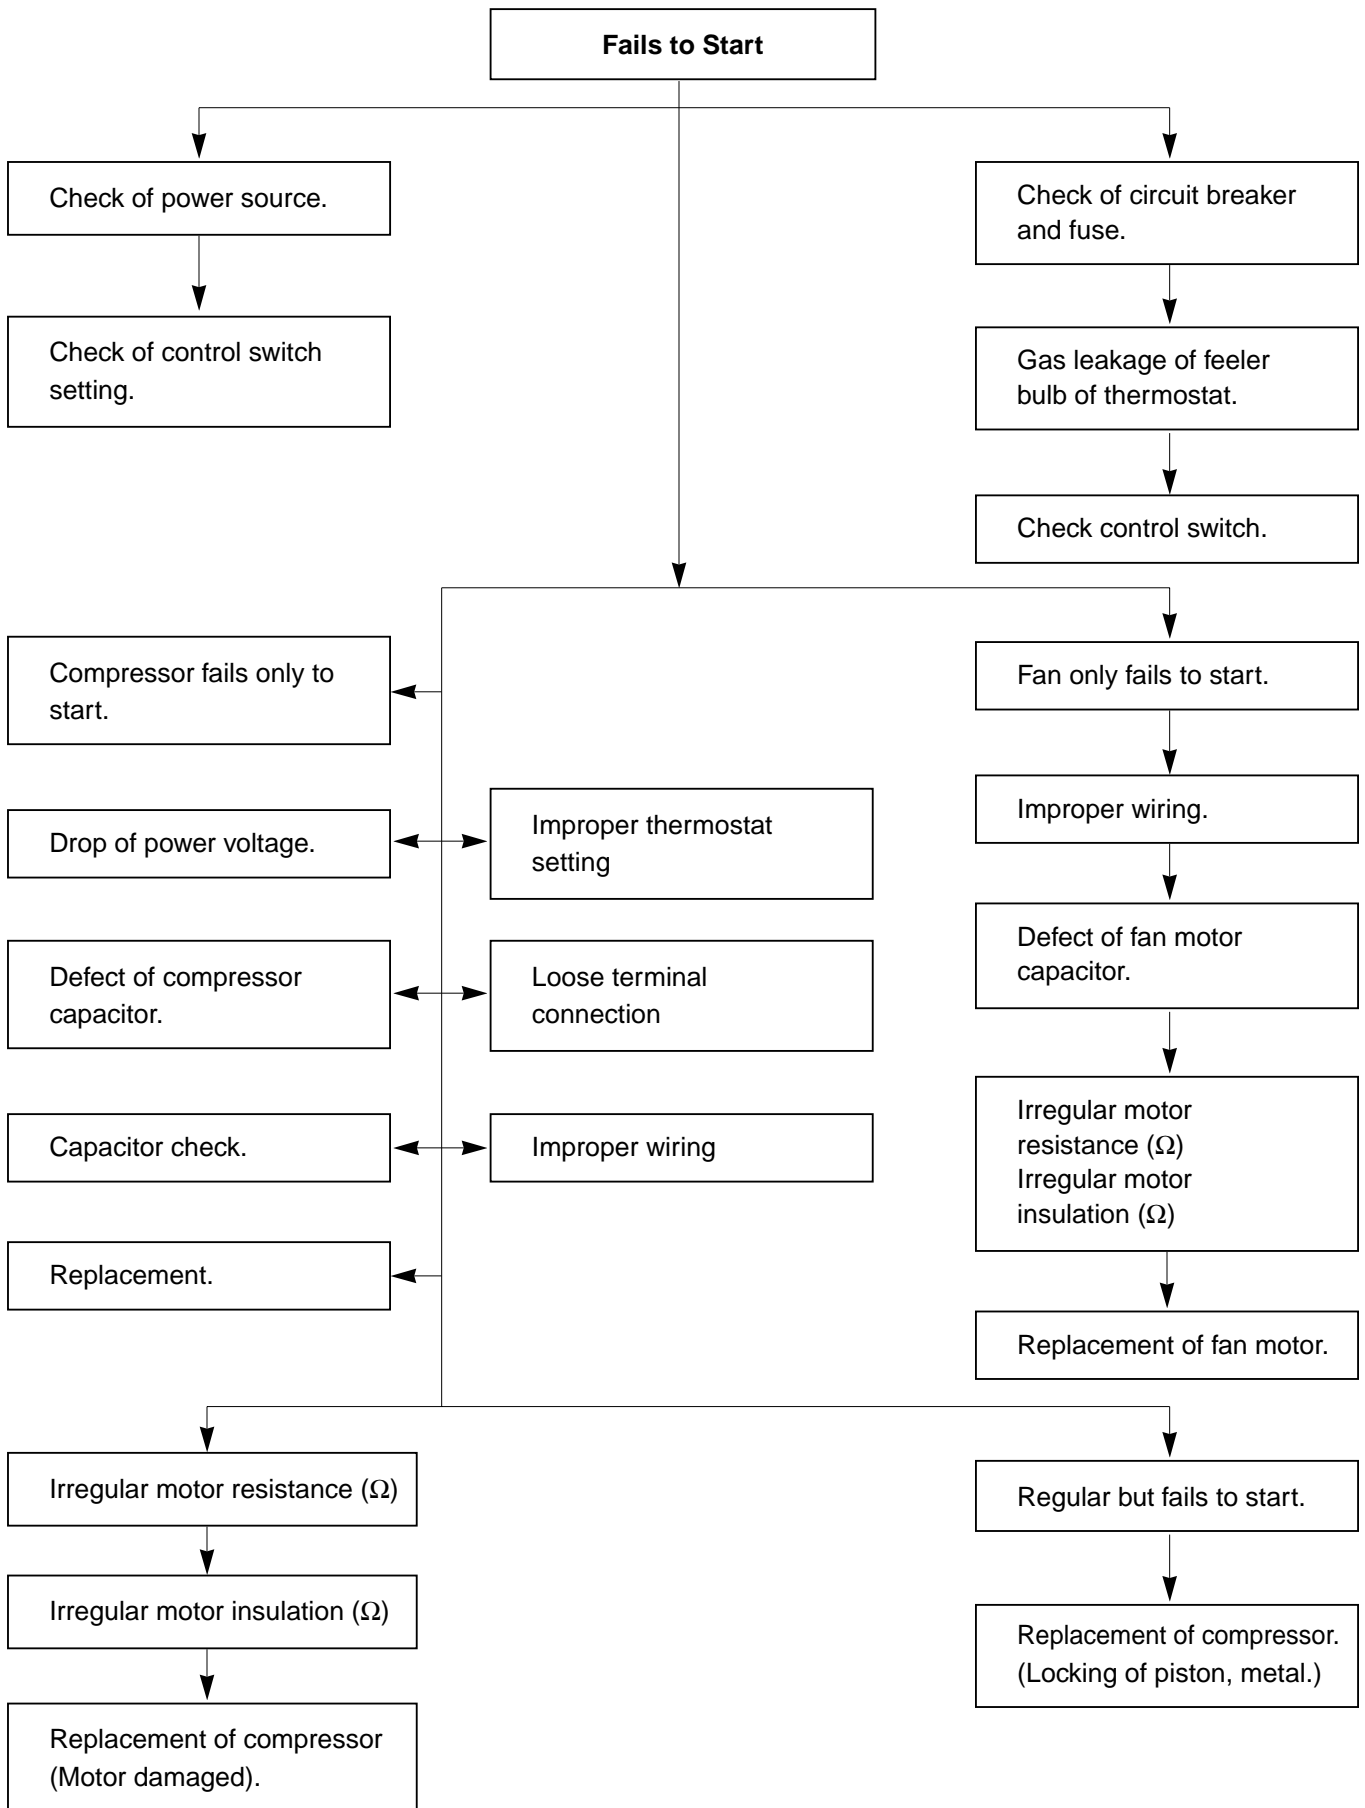 Fails to Start
Check of power source.
Check of control switch
setting.
Check of circuit breaker
and fuse.
Gas leakage of feeler
bulb of thermostat.
Check control switch.
Compressor fails only to
start.
Drop of power voltage.
Improper thermostat
setting
Defect of compressor
capacitor.
Loose terminal
connection
Capacitor check.
Improper wiring
Replacement.
Fan only fails to start.
Improper wiring.
Defect of fan motor
capacitor.
Irregular motor
resistance (Ω)
Irregular motor
insulation (Ω)
Replacement of fan motor.
Irregular motor resistance (Ω)
Irregular motor insulation (Ω)
Replacement of compressor
(Motor damaged).
Regular but fails to start.
Replacement of compressor.
(Locking of piston, metal.)